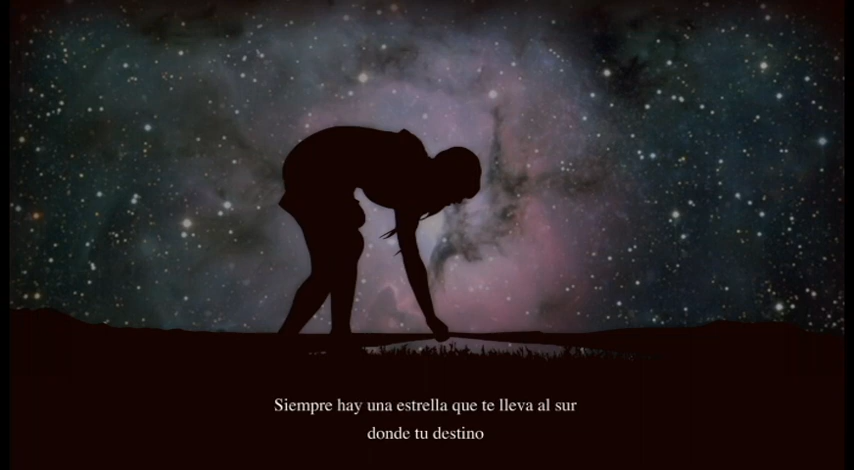 Siempre hay una estrella que te lleva al sur
donde tu destino